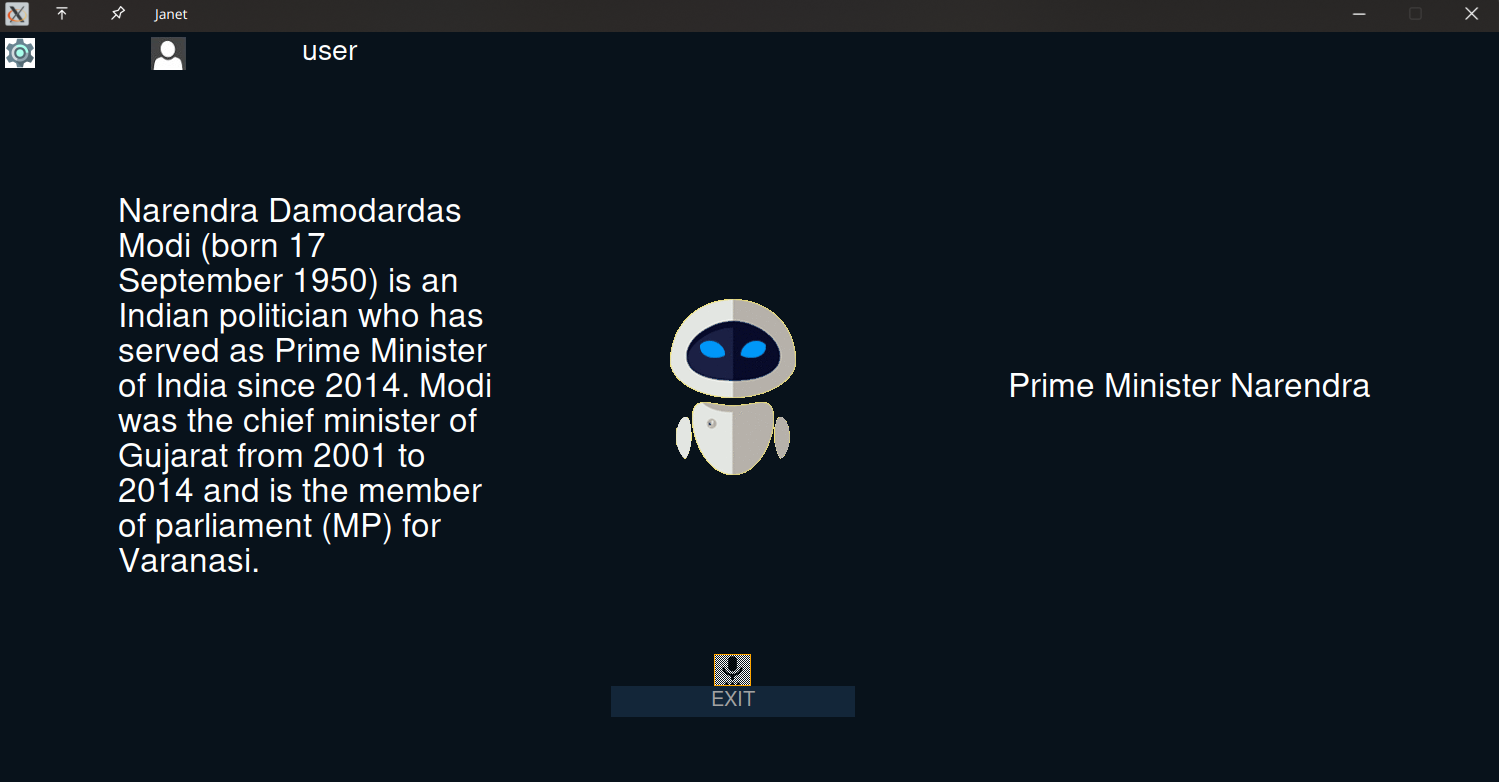 Janet
user
Narendra Damodardas
Modi (born 17
September 1950) is an
Indian politician who has
served as Prime Minister
of India since 2014. Modi
was the chief minister of
Gujarat from 2001 to
2014 and is the member
of parliament (MP) for
Varanasi.
Prime Minister Narendra
EXIT